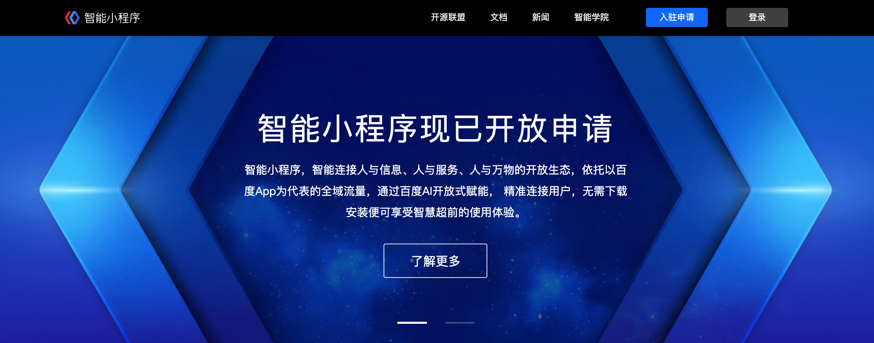 智能小程序
开源联盟 文档 新闻 智能学院 入驻申请 登录
智能小程序现已开放申请
智能小程序，智能连接人与信息、人与服务、人与万物的开放生态，依托以百
度App为代表的全域流量，通过百度AI开放式赋能， 精准连接用户，无需下载
安装便可享受智慧超前的使用体验。
了解更多